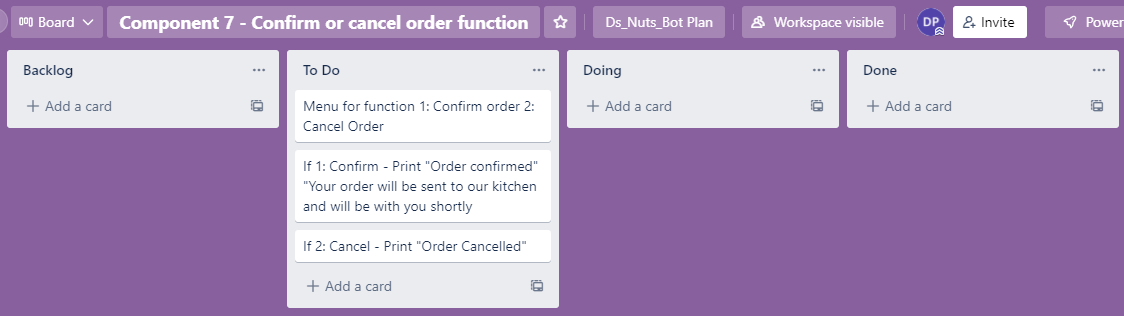 Board
Component 7 - Confirm or cancel order function
Ds_Nuts_Bot Plan
Workspace visible
DP
Invite
Power
Backlog
Add a card
To Do
Menu for function 1: Confirm order 2:
Cancel Order
If 1: Confirm - Print "Order confirmed"
"Your order will be sent to our kitchen
and will be with you shortly
If 2: Cancel - Print "Order Cancelled"
Add a card
Doing
Add a card
Done
Add a card